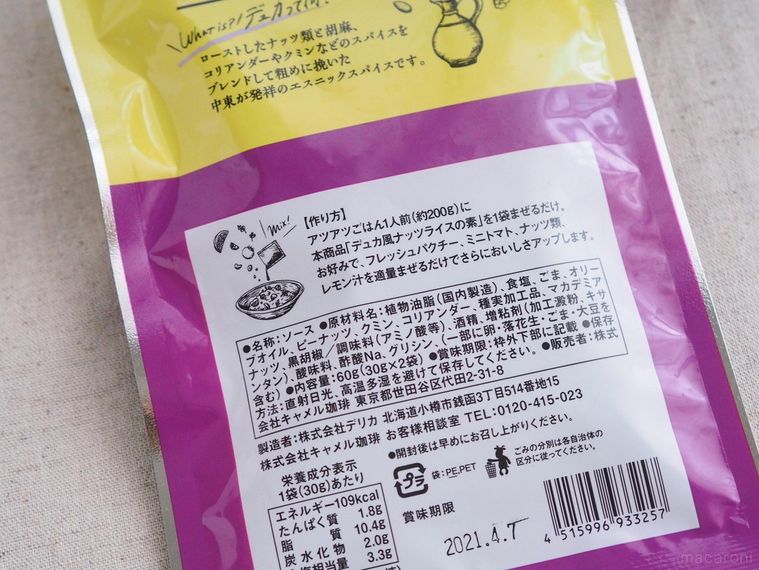 What is?! デュカって何?
ローストしたナッツ類と胡麻、
コリアンダーやクミンなどのスパイスを
ブレンドして粗めに挽いた
中東が発祥のエスニックスパイスです。
Mix!
【作り方】
アツアツごはん1人前(約200g)に
本商品「デュカ風ナッツライスの素」を1袋まぜるだけ。
お好みで、フレッシュパクチー、ミニトマト、ナッツ類、
レモン汁を適量まぜるだけでさらにおいしさアップします。
●名称:ソース ●原材料名:植物油脂(国内製造)、食塩、ごま、オリー
ブオイル、ピーナッツ、クミン、コリアンダー、種実加工品、マカデミア
ナッツ、黒胡椒/調味料(アミノ酸等)、酒精、増粘剤(加工澱粉、キサ
ンタン)、酸味料、酢酸Na、グリシン、(一部に卵・落花生・ごま・大豆を
含む) ●内容量:60g(30g×2袋) ●賞味期限:枠外下部に記載 ●保存
方法:直射日光、高温多湿を避けて保存してください。 ●販売者:株式
会社キャメル珈琲 東京都世田谷区代田2-31-8
製造者:株式会社デリカ 北海道小樽市銭函3丁目514番地15
株式会社キャメル珈琲 お客様相談室 TEL:0120-415-023
●開封後は早めにお召し上がりください。
栄養成分表示
1袋(30g)あたり
エネルギー 109kcal
たんぱく質 1.8g
脂質 10.4g
炭水化物 2.0g
食塩相当量 3.3g
プラ
袋:PE,PET
ごみの分別は各自治体の
区分に従ってください。
賞味期限
2021.4.7
4 515996 933257
macaroni